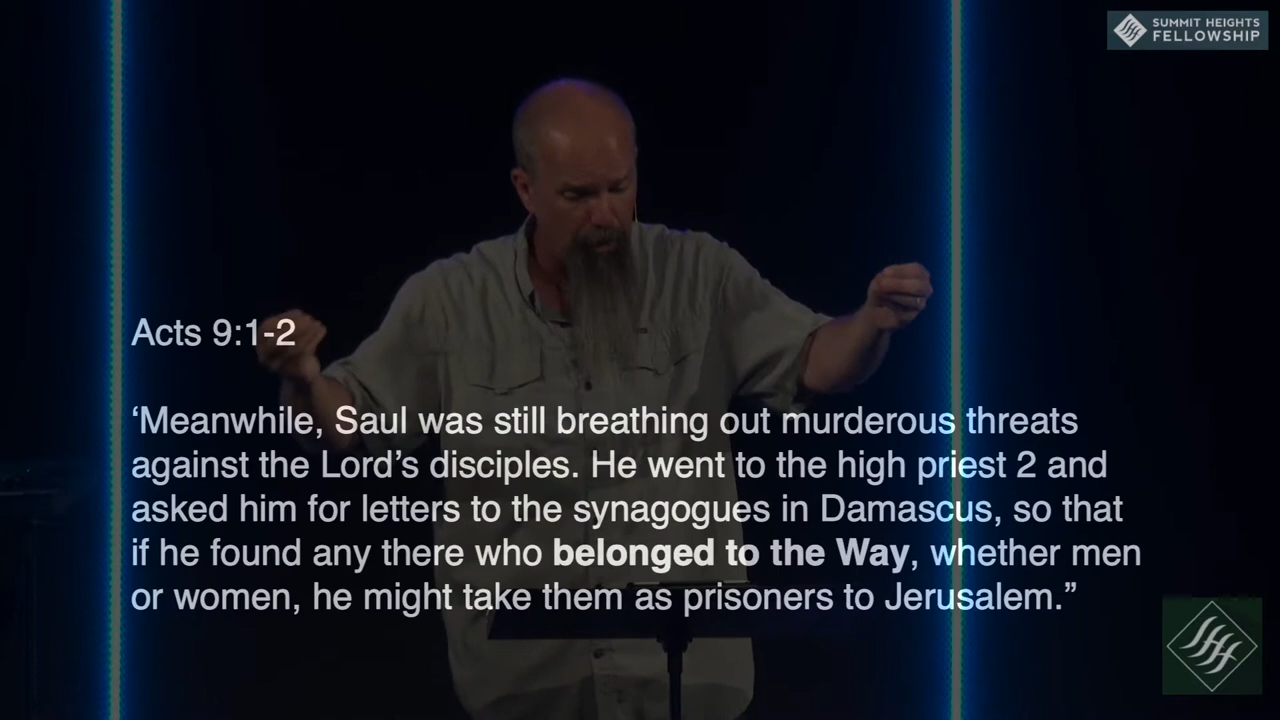 SUMMIT HEIGHTS
FELLOWSHIP
Acts 9:1-2
‘Meanwhile, Saul was still breathing out murderous threats
against the Lord’s disciples. He went to the high priest 2 and
asked him for letters to the synagogues in Damascus, so that
if he found any there who belonged to the Way, whether men
or women, he might take them as prisoners to Jerusalem.”